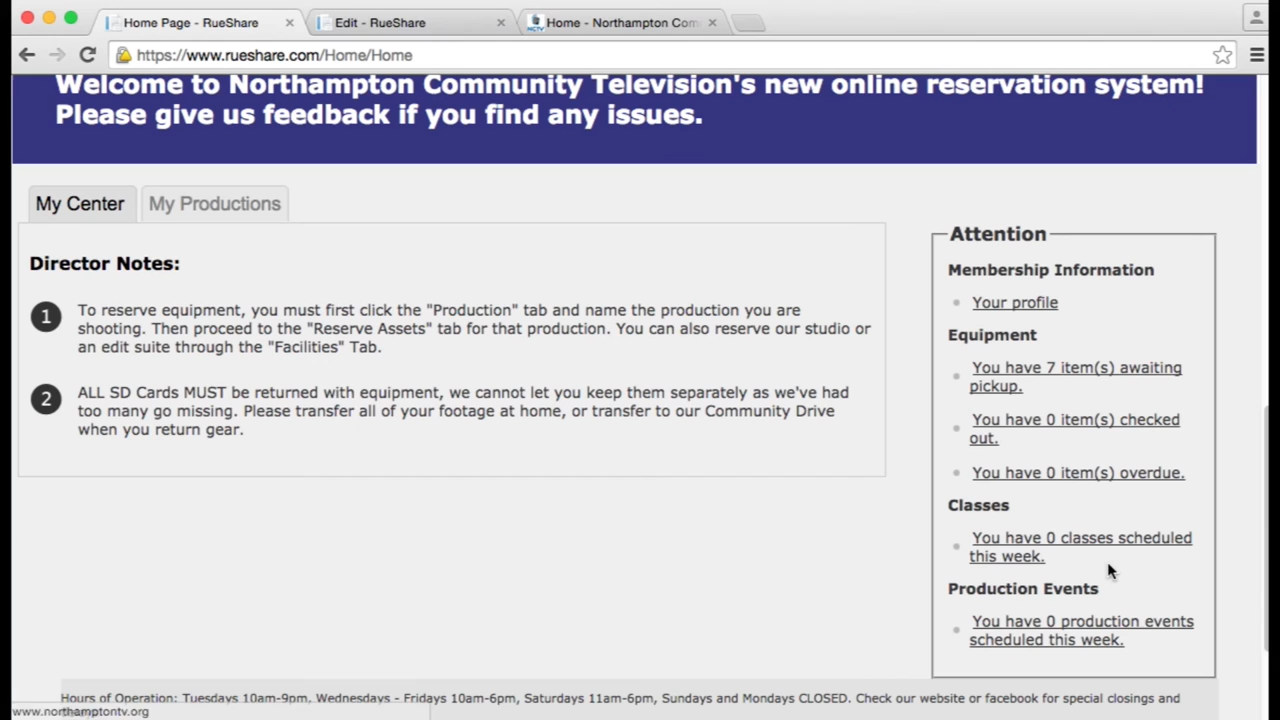 Home Page - RueShare
Edit - RueShare
Home - Northampton Com
https://www.rueshare.com/Home/Home
Welcome to Northampton Community Television's new online reservation system!
Please give us feedback if you find any issues.
My Center
My Productions
Director Notes:
1 To reserve equipment, you must first click the "Production" tab and name the production you are
shooting. Then proceed to the "Reserve Assets" tab for that production. You can also reserve our studio or
an edit suite through the "Facilities" Tab.
2 ALL SD Cards MUST be returned with equipment, we cannot let you keep them separately as we've had
too many go missing. Please transfer all of your footage at home, or transfer to our Community Drive
when you return gear.
Attention
Membership Information
Your profile
Equipment
You have 7 item(s) awaiting
pickup.
You have 0 item(s) checked
out.
You have 0 item(s) overdue.
Classes
You have 0 classes scheduled
this week.
Production Events
You have 0 production events
scheduled this week.
Hours of Operation: Tuesdays 10am-9pm, Wednesdays - Fridays 10am-6pm, Saturdays 11am-6pm, Sundays and Mondays CLOSED. Check our website or facebook for special closings and
www.northamptontv.org